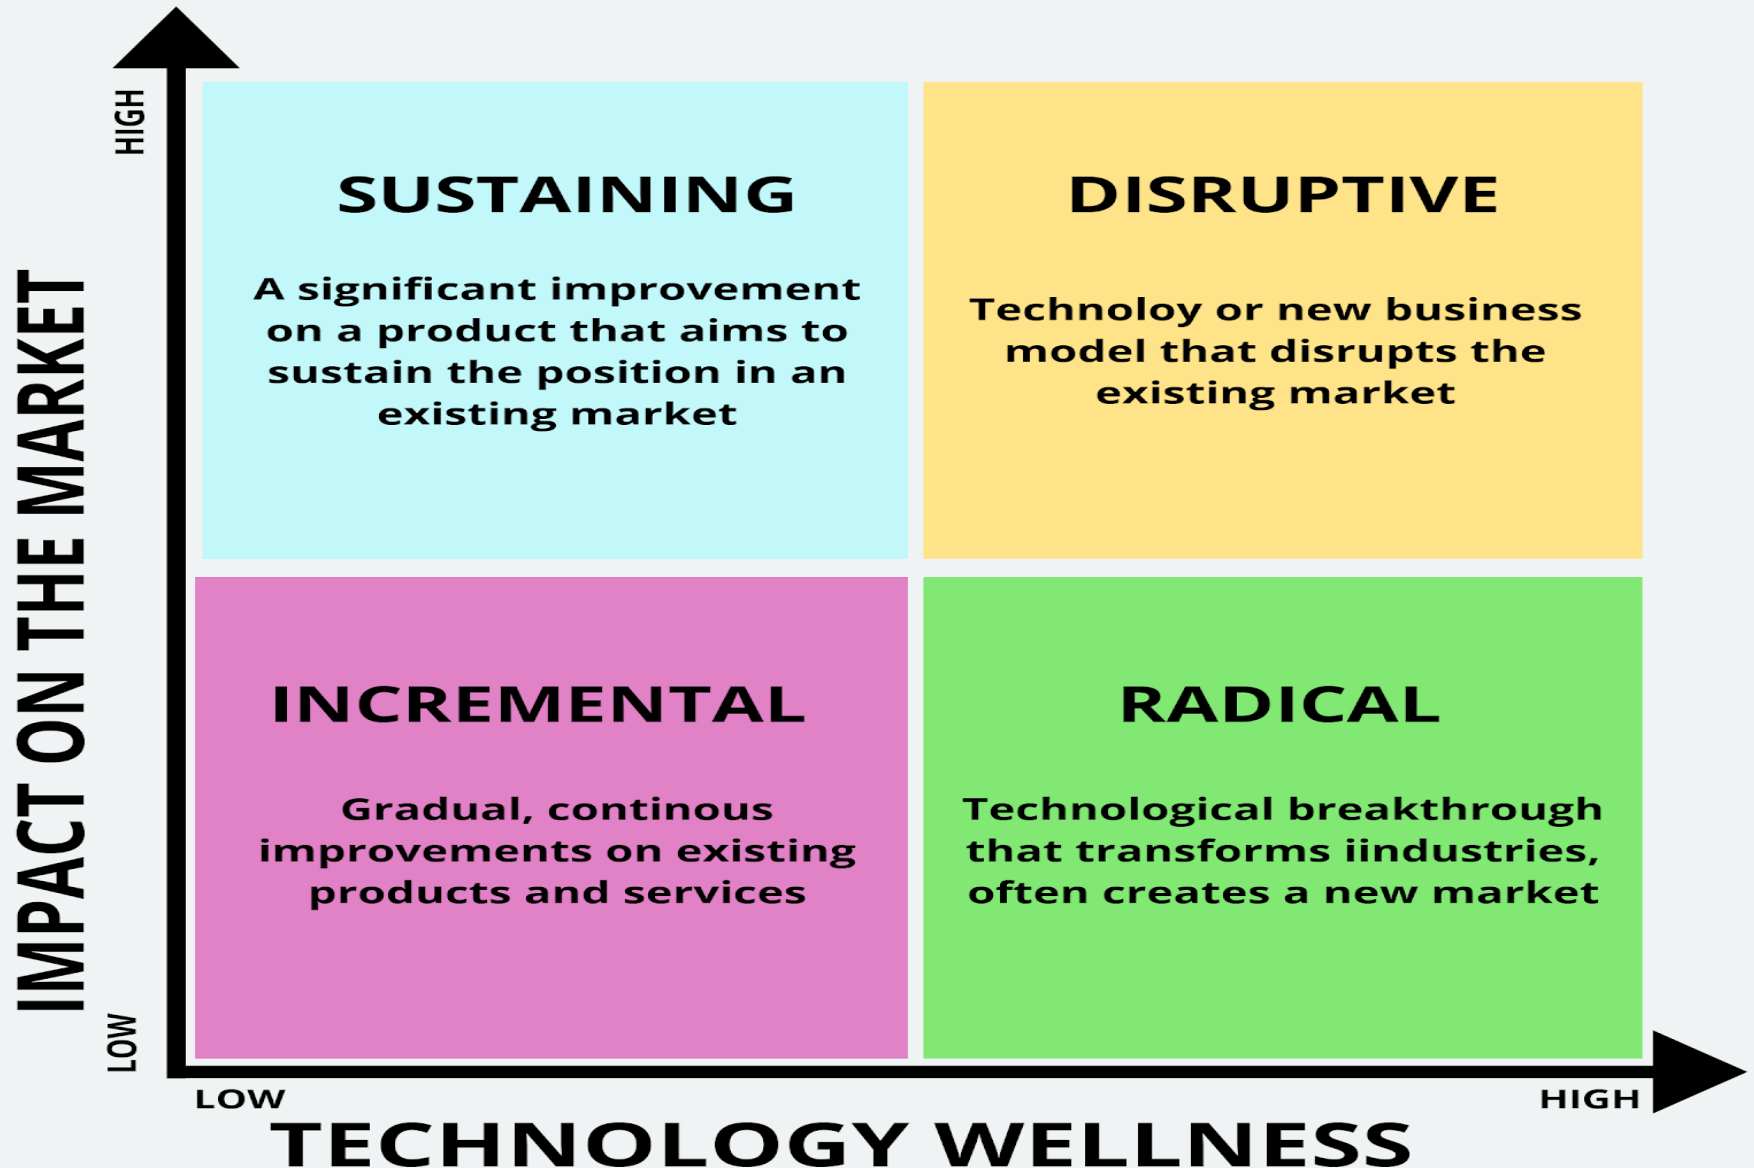 HIGH
SUSTAINING
A significant improvement
on a product that aims to
sustain the position in an
existing market
DISRUPTIVE
Technoloy or new business
model that disrupts the
existing market
IMPACT ON THE MARKET
INCREMENTAL
Gradual, continous
improvements on existing
products and services
RADICAL
Technological breakthrough
that transforms iindustries,
often creates a new market
LOW
LOW
HIGH
TECHNOLOGY WELLNESS